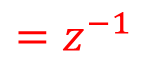 = z⁻¹